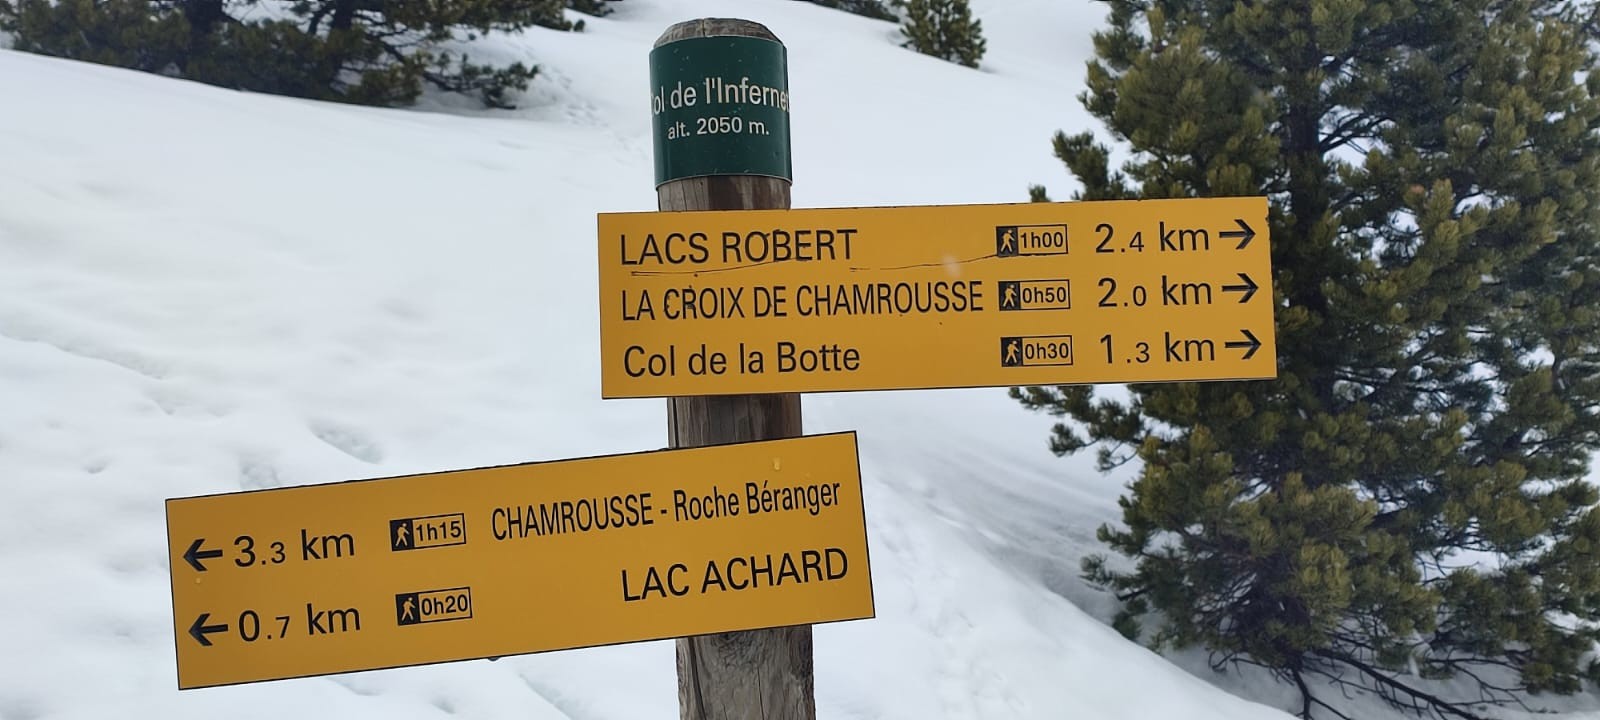 Col de l'Infernet
alt. 2050 m.
LACS ROBERT 1h00 2.4 km →
LA CROIX DE CHAMROUSSE 0h50 2.0 km →
Col de la Botte 0h30 1.3 km →
← 3.3 km 1h15 CHAMROUSSE - Roche Béranger
← 0.7 km 0h20 LAC ACHARD